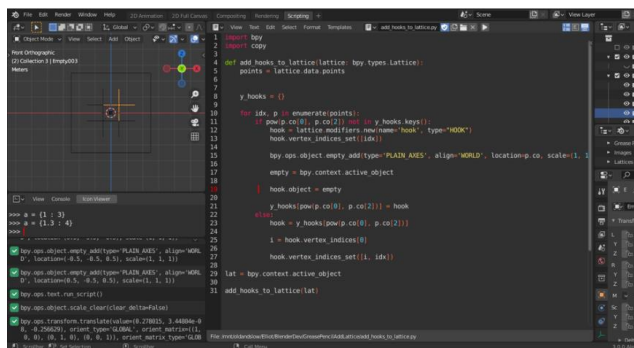 File Edit Render Window Help
2D Animation
2D Full Canvas
Compositing
Rendering
Scripting
+
Scene
View Layer
Global
Object Mode
View Select Add Object
View Text Edit Select Format Templates
add_hooks_to_lattice.py
Front Orthographic
(2) Collection 3 | Empty.003
Meters
1 import bpy
2 import copy
3
4 def add_hooks_to_lattice(lattice: bpy.types.Lattice):
5 points = lattice.data.points
6
7
8 y_hooks = {}
9
10 for idx, p in enumerate(points):
11 if pow(p.co[0], p.co[2]) not in y_hooks.keys():
12 hook = lattice.modifiers.new(name='hook', type="HOOK")
13 hook.vertex_indices_set([idx])
14
15 bpy.ops.object.empty_add(type='PLAIN_AXES', align='WORLD', location=p.co, scale=(1, 1
16
17 empty = bpy.context.active_object
18
19 hook.object = empty
20
21 y_hooks[pow(p.co[0], p.co[2])] = hook
22 else:
23 hook = y_hooks[pow(p.co[0], p.co[2])]
24
25 i = hook.vertex_indices[0]
26
27 hook.vertex_indices_set([i, idx])
28
29 lat = bpy.context.active_object
30
31 add_hooks_to_lattice(lat)
View Console Icon Viewer
>>> a = {1 : 3}
>>> a = {1.3 : 4}
>>>
bpy.ops.object.empty_add(type='PLAIN_AXES', align='WORL
D', location=(-0.5, -0.5, 0.5), scale=(1, 1, 1))
bpy.ops.object.empty_add(type='PLAIN_AXES', align='WORL
D', location=(0.5, -0.5, 0.5), scale=(1, 1, 1))
bpy.ops.text.run_script()
bpy.ops.object.scale_clear(clear_delta=False)
bpy.ops.transform.translate(value=(0.278015, 3.44804e-0
8, -0.256629), orient_type='GLOBAL', orient_matrix=((1,
0, 0), (0, 1, 0), (0, 0, 1)), orient_matrix_type='GLOB
Images
Lattices